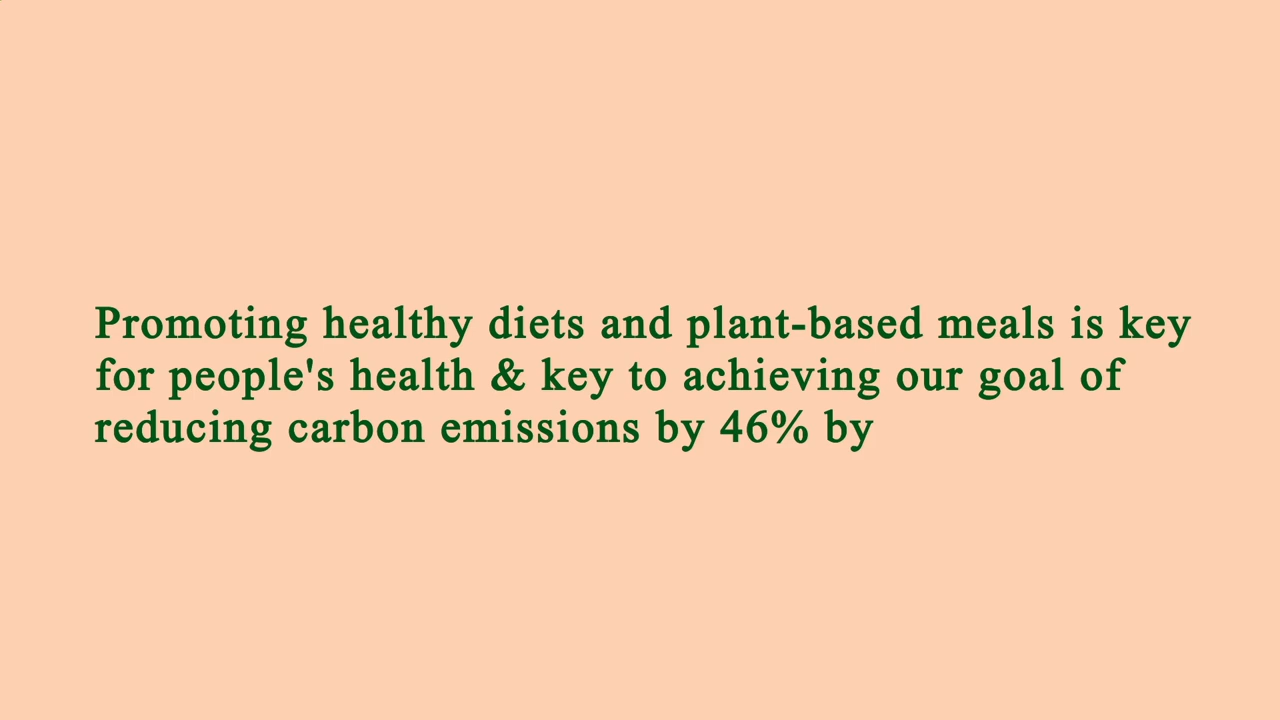 Promoting healthy diets and plant-based meals is key
for people's health & key to achieving our goal of
reducing carbon emissions by 46% by